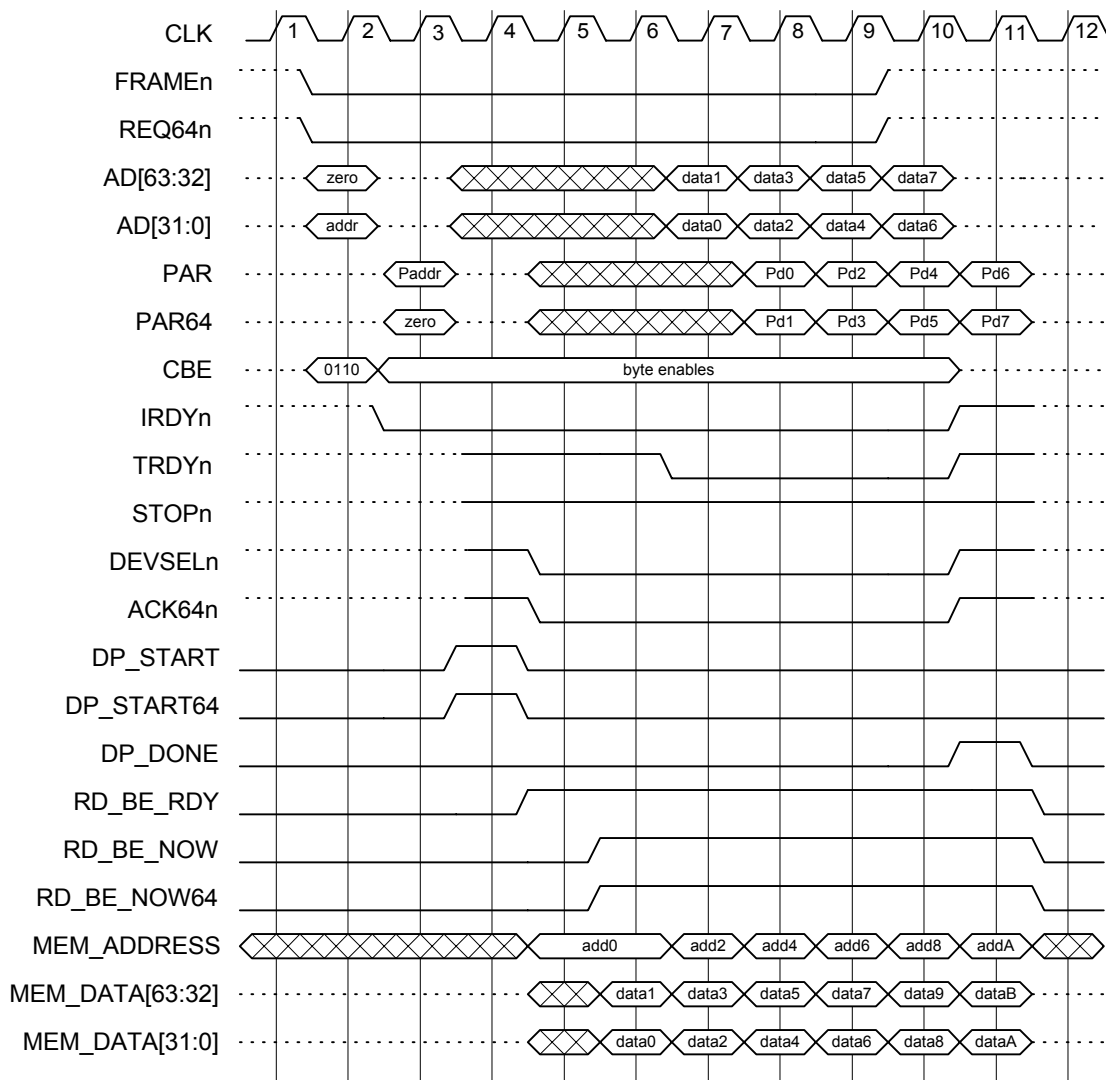 CLK 1 2 3 4 5 6 7 8 9 10 11 12
FRAMEn
REQ64n
AD[63:32] zero data1 data3 data5 data7
AD[31:0] addr data0 data2 data4 data6
PAR Paddr Pd0 Pd2 Pd4 Pd6
PAR64 zero Pd1 Pd3 Pd5 Pd7
CBE 0110 byte enables
IRDYn
TRDYn
STOPn
DEVSELn
ACK64n
DP_START
DP_START64
DP_DONE
RD_BE_RDY
RD_BE_NOW
RD_BE_NOW64
MEM_ADDRESS add0 add2 add4 add6 add8 addA
MEM_DATA[63:32] data1 data3 data5 data7 data9 dataB
MEM_DATA[31:0] data0 data2 data4 data6 data8 dataA